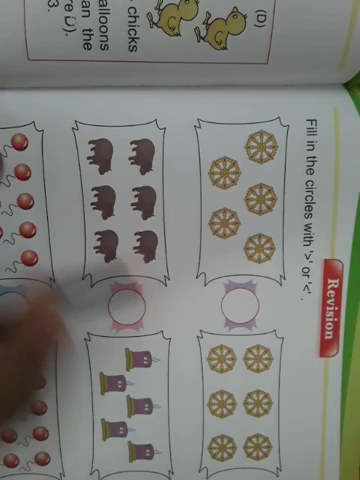 (D)
chicks
alloons
an the
re D).
3.
Revision
Fill in the circles with '>' or '<'.